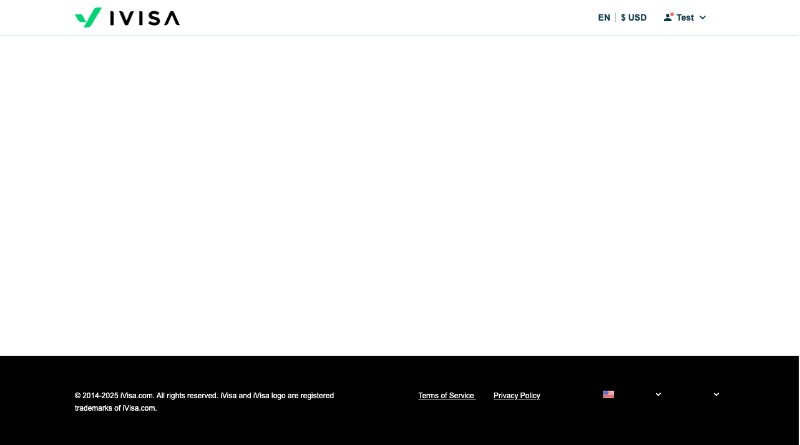 IVISA
EN $ USD Test
© 2014-2025 iVisa.com. All rights reserved. iVisa and iVisa logo are registered
trademarks of iVisa.com.
Terms of Service Privacy Policy